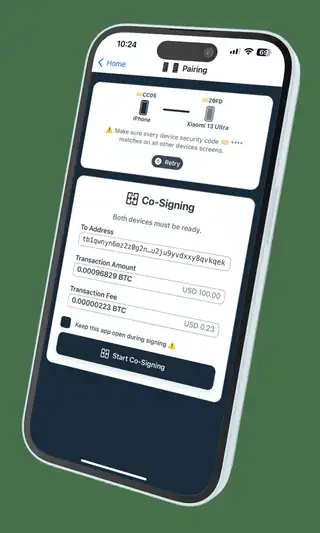 10:24
69
Home
Pairing
CC05
29FD
iPhone
Xiaomi 13 Ultra
⚠️ Make sure every device security code
matches on all other devices screens.
Retry
Co-Signing
Both devices must be ready.
To Address
tb1qwnyn6mz2z0g2n…u2ju9yvdxxy8qvkqek
Transaction Amount
0.00096829 BTC
USD 100.00
Transaction Fee
0.00000223 BTC
USD 0.23
Keep this app open during signing ⚠️
Start Co-Signing